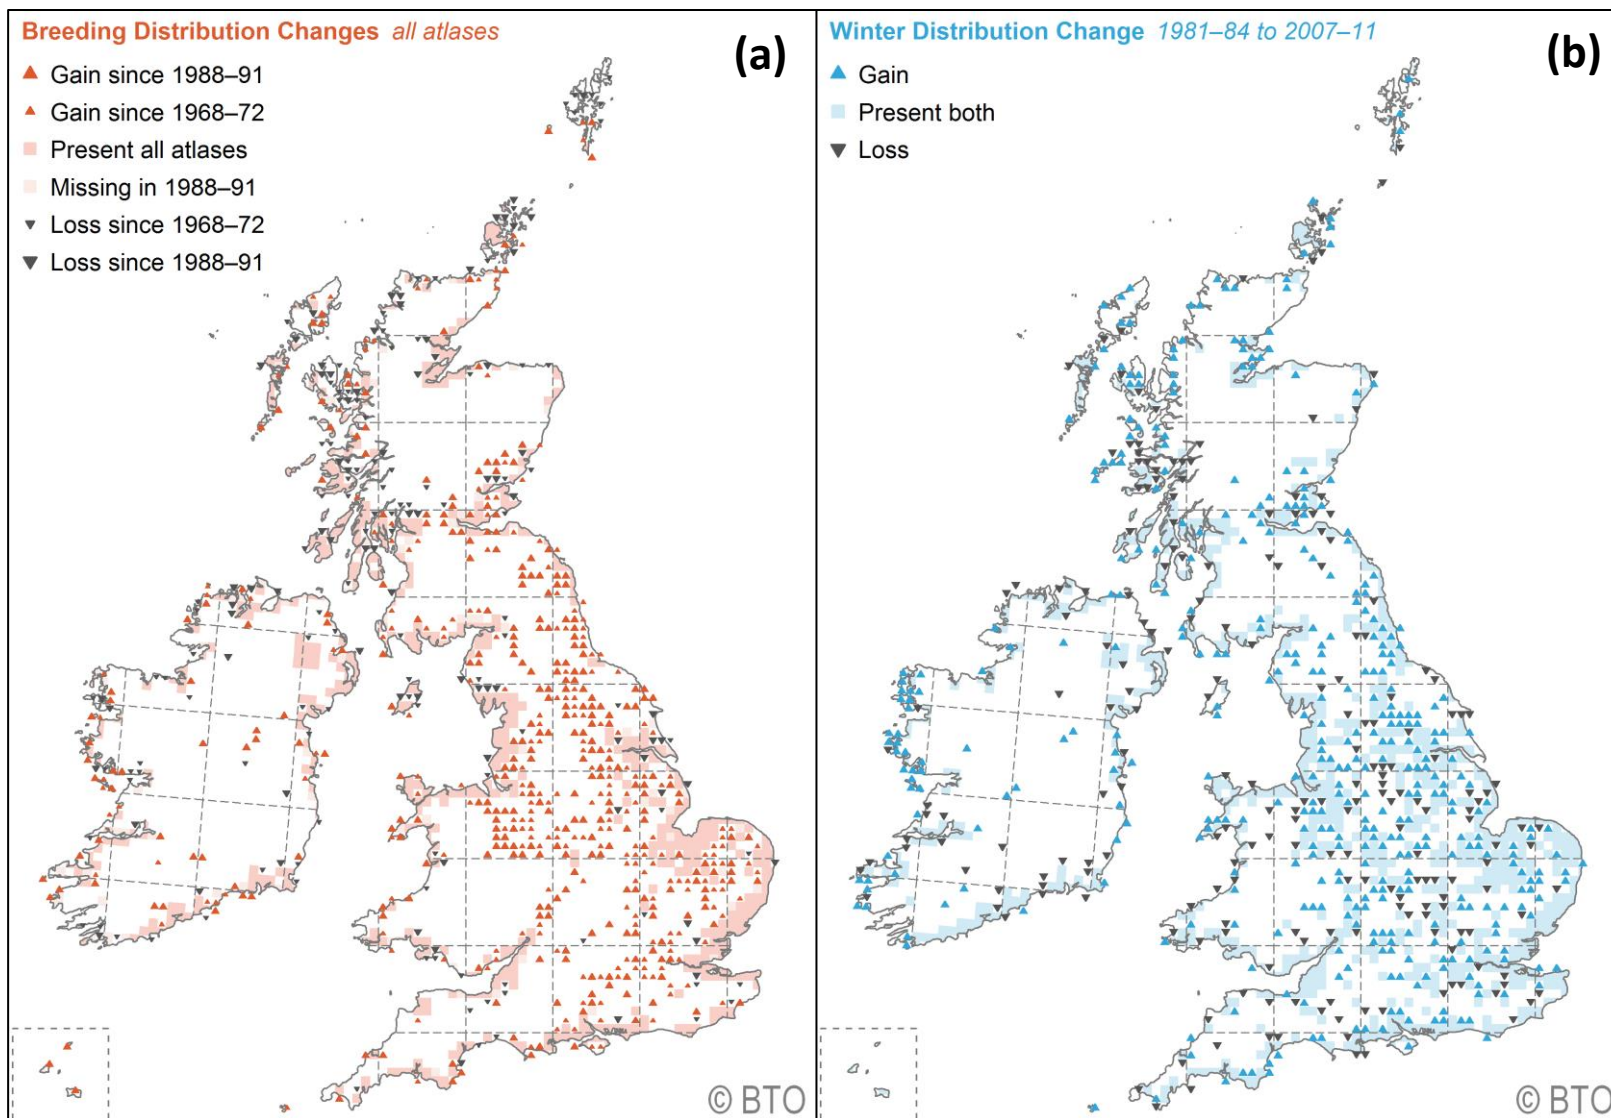 Breeding Distribution Changes all atlases
(a)
Gain since 1988–91
Gain since 1968–72
Present all atlases
Missing in 1988–91
Loss since 1968–72
Loss since 1988–91
© BTO
Winter Distribution Change 1981–84 to 2007–11
(b)
Gain
Present both
Loss
© BTO